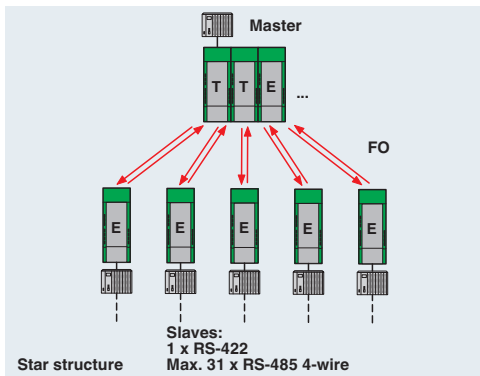 Master
T T E ...
FO
E E E E E
Slaves:
1 x RS-422
Star structure Max. 31 x RS-485 4-wire